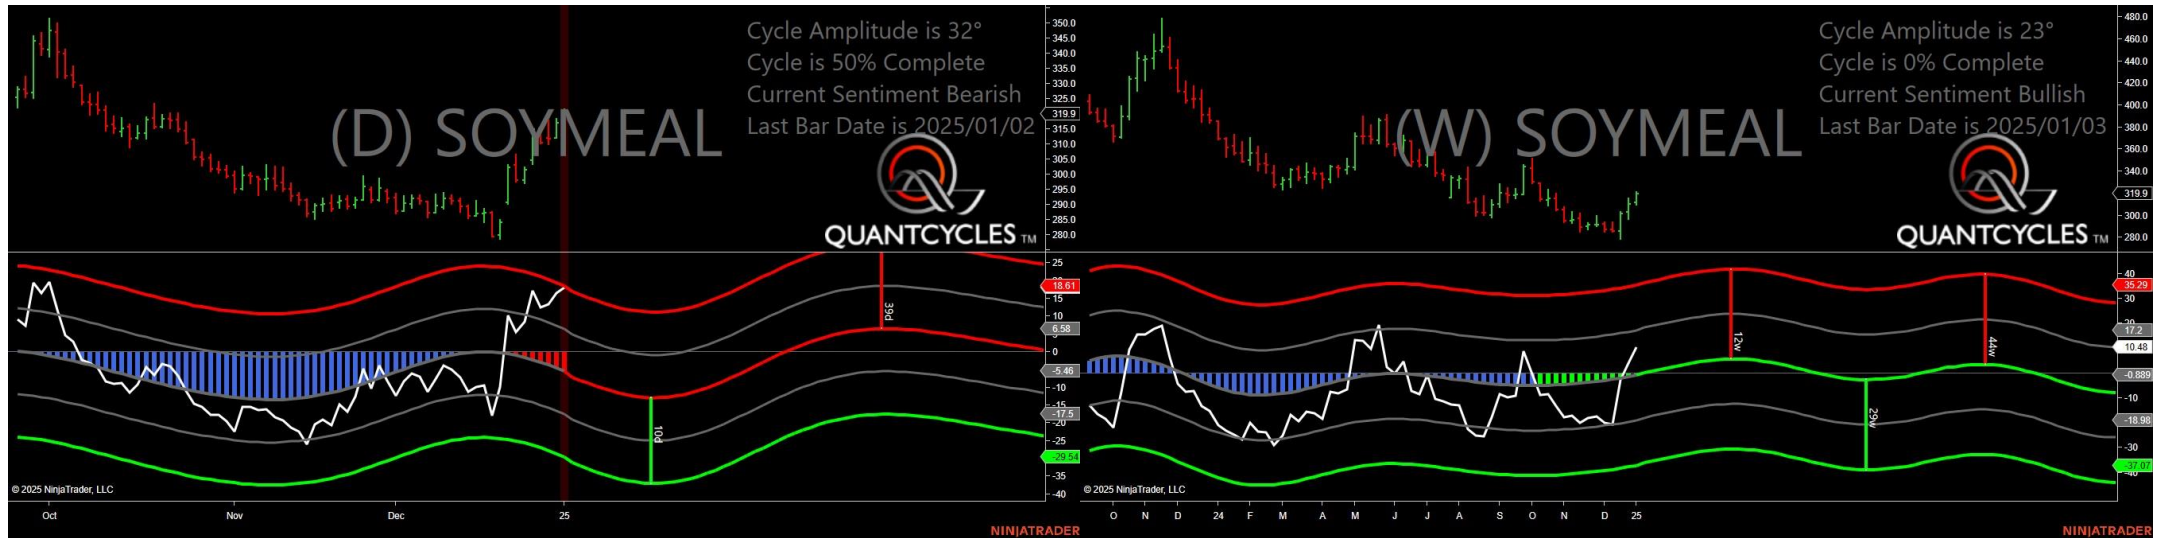 Cycle Amplitude is 32°
Cycle is 50% Complete
Current Sentiment Bearish
Last Bar Date is 2025/01/02
(D) SOYMEAL
QUANTCYCLES TM
350.0
345.0
340.0
335.0
330.0
325.0
319.9
315.0
310.0
305.0
300.0
295.0
290.0
285.0
280.0
25
18.61
15
10
6.58
0
-5.46
-10
-15
-17.5
-20
-25
-29.54
-35
-40
39d
10d
© 2025 NinjaTrader, LLC
Oct
Nov
Dec
25
NINJATRADER
Cycle Amplitude is 23°
Cycle is 0% Complete
Current Sentiment Bullish
Last Bar Date is 2025/01/03
(W) SOYMEAL
QUANTCYCLES TM
480.0
460.0
440.0
420.0
400.0
380.0
360.0
340.0
319.9
300.0
280.0
40
35.29
30
20
17.2
10.48
-0.889
-10
-18.98
-30
-37.07
-40
12w
44w
29w
© 2025 NinjaTrader, LLC
O
N
D
24
F
M
A
M
J
J
A
S
O
N
D
25
NINJATRADER